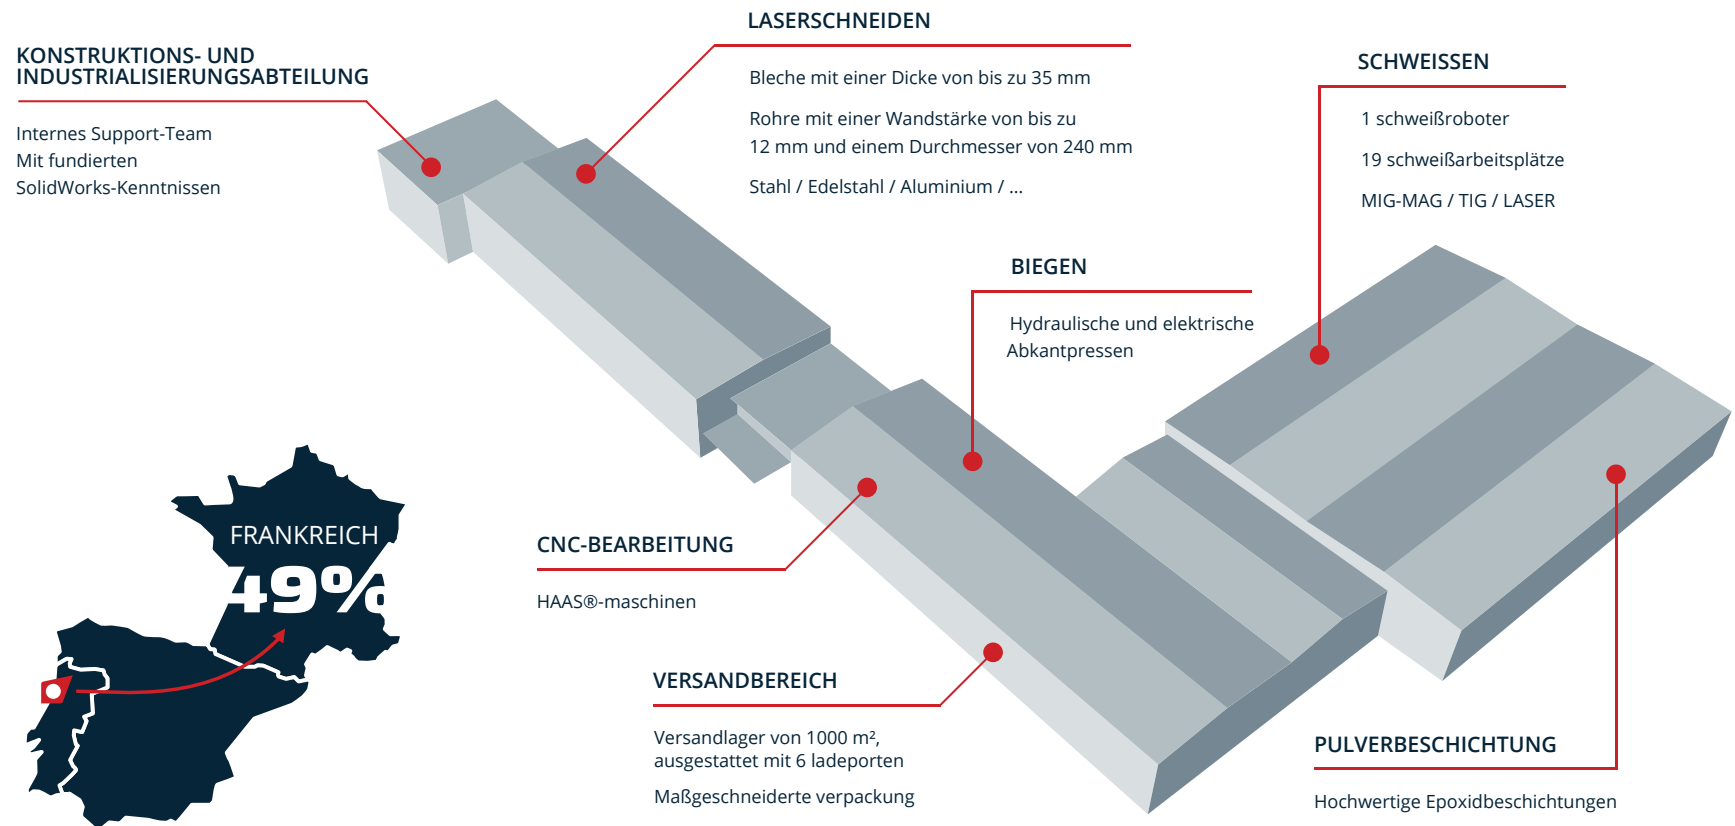 KONSTRUKTIONS- UND
INDUSTRIALISIERUNGSABTEILUNG
Internes Support-Team
Mit fundierten
SolidWorks-Kenntnissen
LASERSCHNEIDEN
Bleche mit einer Dicke von bis zu 35 mm
Rohre mit einer Wandstärke von bis zu
12 mm und einem Durchmesser von 240 mm
Stahl / Edelstahl / Aluminium / ...
SCHWEISSEN
1 schweißroboter
19 schweißarbeitsplätze
MIG-MAG / TIG / LASER
BIEGEN
Hydraulische und elektrische
Abkantpressen
FRANKREICH
49%
CNC-BEARBEITUNG
HAAS®-maschinen
VERSANDBEREICH
Versandlager von 1000 m²,
ausgestattet mit 6 ladeporten
Maßgeschneiderte verpackung
PULVERBESCHICHTUNG
Hochwertige Epoxidbeschichtungen